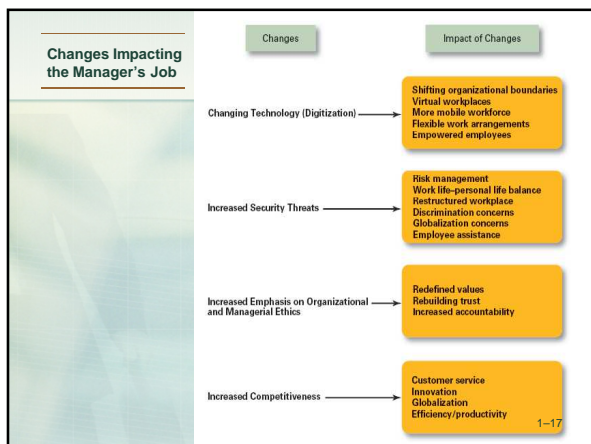 Changes Impacting
the Manager's Job
Changes
Impact of Changes
Changing Technology (Digitization)
Shifting organizational boundaries
Virtual workplaces
More mobile workforce
Flexible work arrangements
Empowered employees
Increased Security Threats
Risk management
Work life–personal life balance
Restructured workplace
Discrimination concerns
Globalization concerns
Employee assistance
Increased Emphasis on Organizational
and Managerial Ethics
Redefined values
Rebuilding trust
Increased accountability
Increased Competitiveness
Customer service
Innovation
Globalization
Efficiency/productivity
1–17